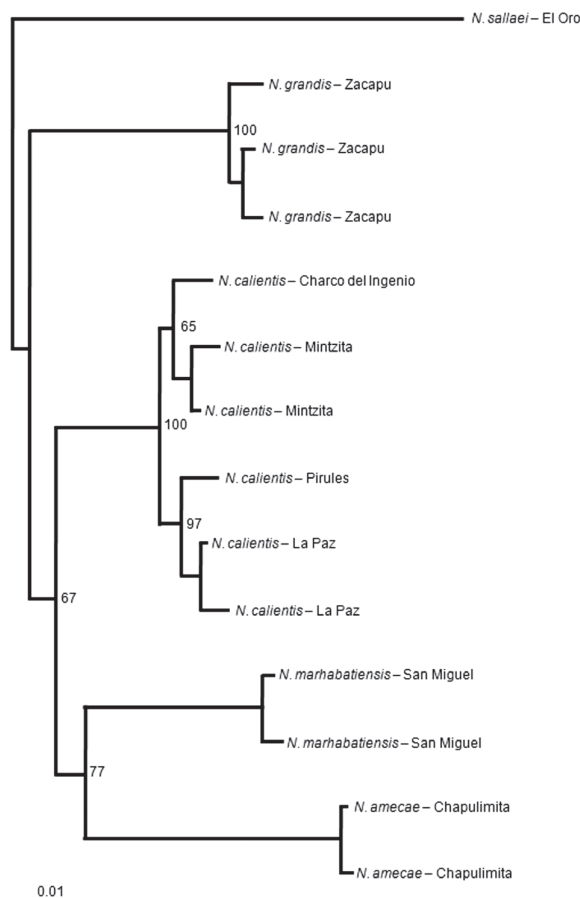 N. sallaei – El Oro
N. grandis – Zacapu
100
N. grandis – Zacapu
N. grandis – Zacapu
N. calientis – Charco del Ingenio
65
N. calientis – Mintzita
N. calientis – Mintzita
100
N. calientis – Pirules
97
N. calientis – La Paz
67
N. calientis – La Paz
N. marhabatiensis – San Miguel
N. marhabatiensis – San Miguel
77
N. amecae – Chapulimita
N. amecae – Chapulimita
0.01